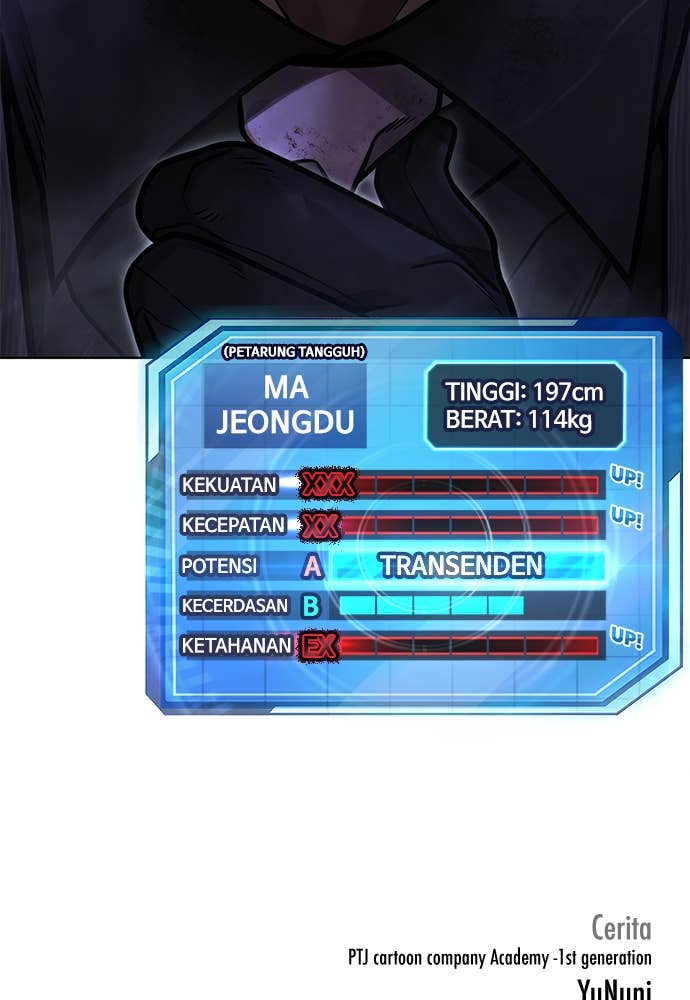 (PETARUNG TANGGUH)
MA
JEONGDU
TINGGI: 197cm
BERAT: 114kg
KEKUATAN XXX UP!
KECEPATAN XX UP!
POTENSI A TRANSENDEN
KECERDASAN B
KETAHANAN EX UP!
Cerita
PTJ cartoon company Academy -1st generation
YuNuni